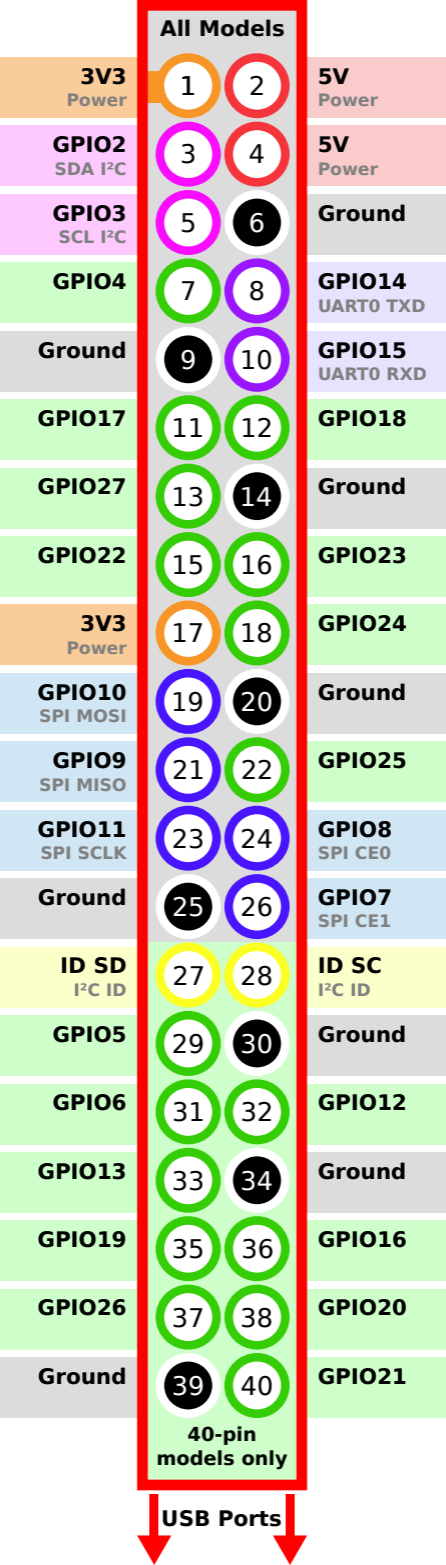 All Models
3V3 1 2 5V
Power Power
GPIO2 3 4 5V
SDA I²C Power
GPIO3 5 6 Ground
SCL I²C
GPIO4 7 8 GPIO14
UART0 TXD
Ground 9 10 GPIO15
UART0 RXD
GPIO17 11 12 GPIO18
GPIO27 13 14 Ground
GPIO22 15 16 GPIO23
3V3 17 18 GPIO24
Power
GPIO10 19 20 Ground
SPI MOSI
GPIO9 21 22 GPIO25
SPI MISO
GPIO11 23 24 GPIO8
SPI SCLK SPI CE0
Ground 25 26 GPIO7
SPI CE1
ID SD 27 28 ID SC
I²C ID I²C ID
GPIO5 29 30 Ground
GPIO6 31 32 GPIO12
GPIO13 33 34 Ground
GPIO19 35 36 GPIO16
GPIO26 37 38 GPIO20
Ground 39 40 GPIO21
40-pin
models only
USB Ports